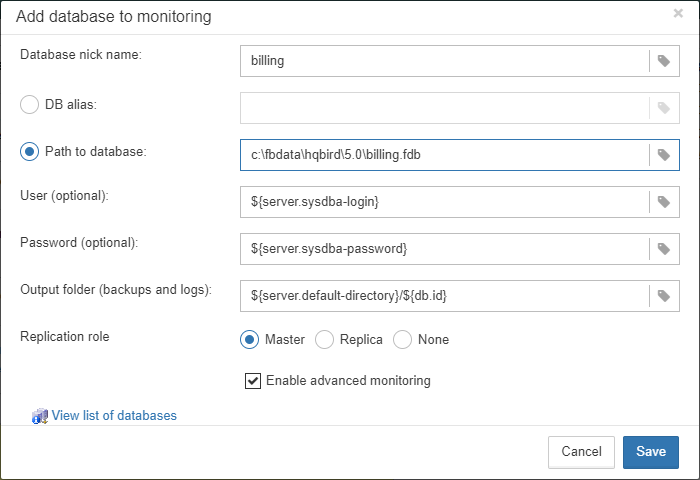 Add database to monitoring
×
Database nick name:
billing
DB alias:
Path to database:
c:\fbdata\hqbird\5.0\billing.fdb
User (optional):
${server.sysdba-login}
Password (optional):
${server.sysdba-password}
Output folder (backups and logs):
${server.default-directory}/${db.id}
Replication role
Master Replica None
Enable advanced monitoring
View list of databases
Cancel Save